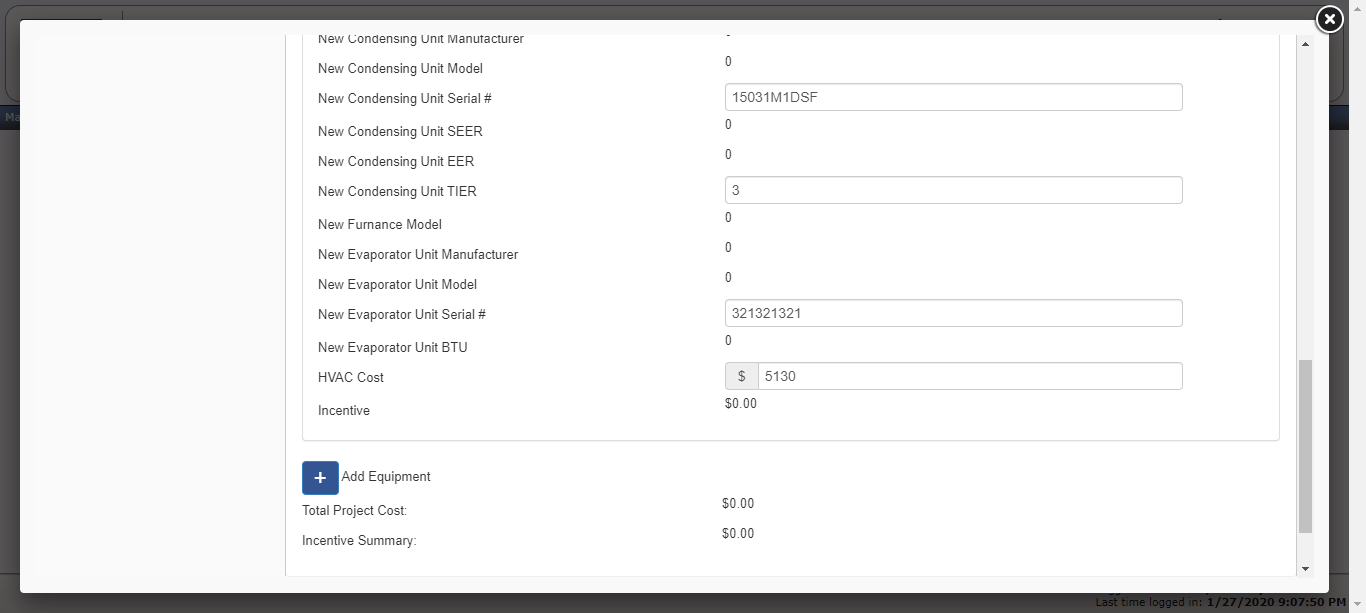 New Condensing Unit Manufacturer
New Condensing Unit Model 0
New Condensing Unit Serial # 15031M1DSF
New Condensing Unit SEER 0
New Condensing Unit EER 0
New Condensing Unit TIER 3
New Furnance Model 0
New Evaporator Unit Manufacturer 0
New Evaporator Unit Model 0
New Evaporator Unit Serial # 321321321
New Evaporator Unit BTU 0
HVAC Cost $ 5130
Incentive $0.00
+ Add Equipment
Total Project Cost: $0.00
Incentive Summary: $0.00
Last time logged in: 1/27/2020 9:07:50 PM